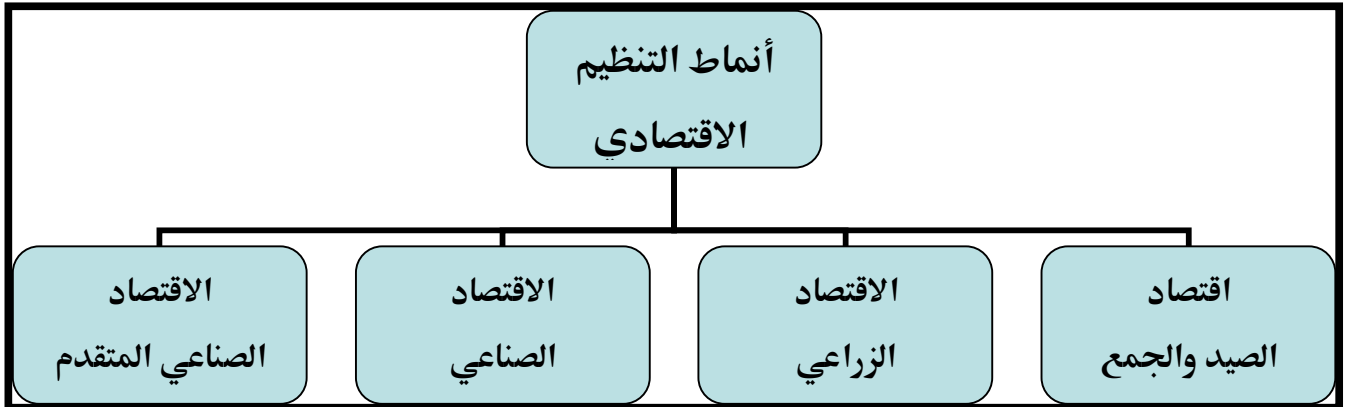 أنماط التنظيم
الاقتصادي
اقتصاد
الصيد والجمع
الاقتصاد
الزراعي
الاقتصاد
الصناعي
الاقتصاد
الصناعي المتقدم